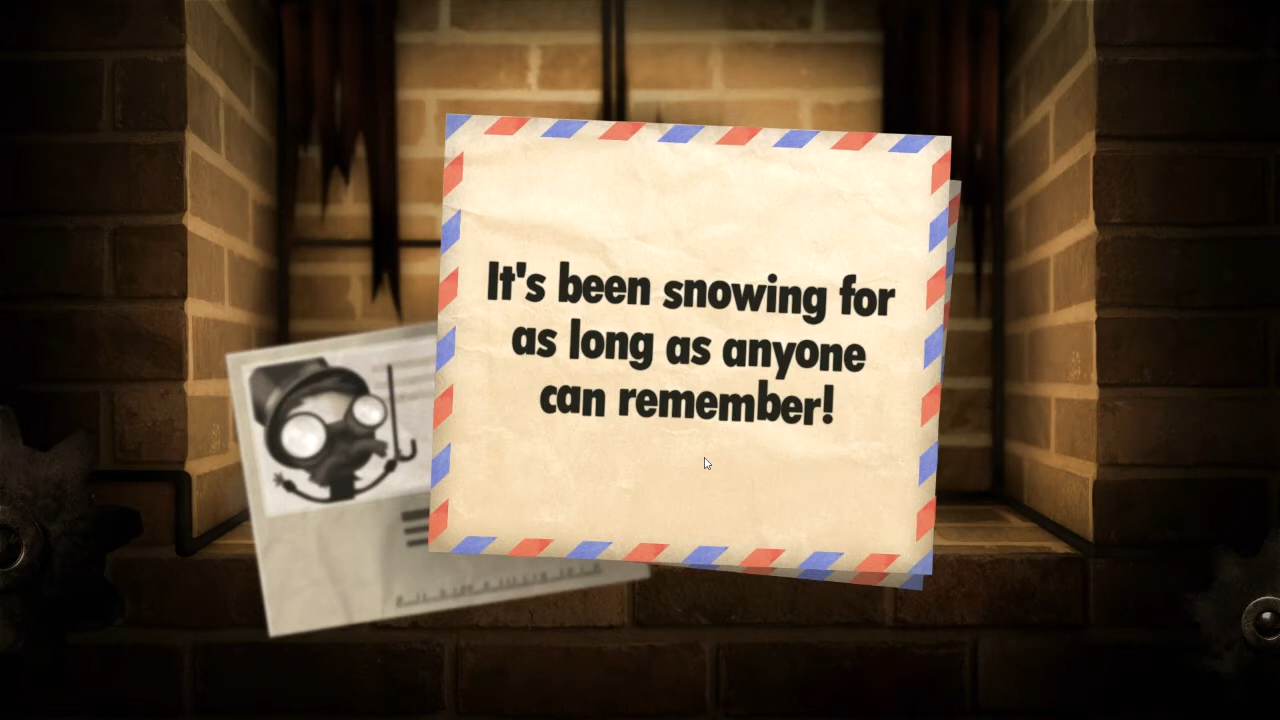 It's been snowing for
as long as anyone
can remember!